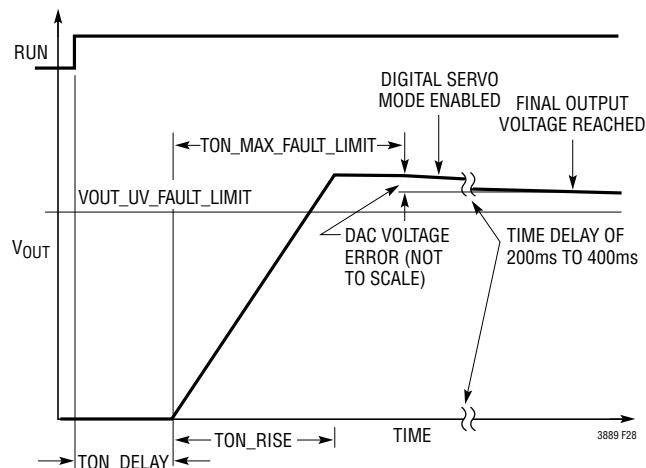 RUN
DIGITAL SERVO
MODE ENABLED
FINAL OUTPUT
VOLTAGE REACHED
TON_MAX_FAULT_LIMIT
VOUT_UV_FAULT_LIMIT
VOUT
DAC VOLTAGE
ERROR (NOT
TO SCALE)
TIME DELAY OF
200ms TO 400ms
TON_RISE
TIME
3889 F28
TON_DELAY